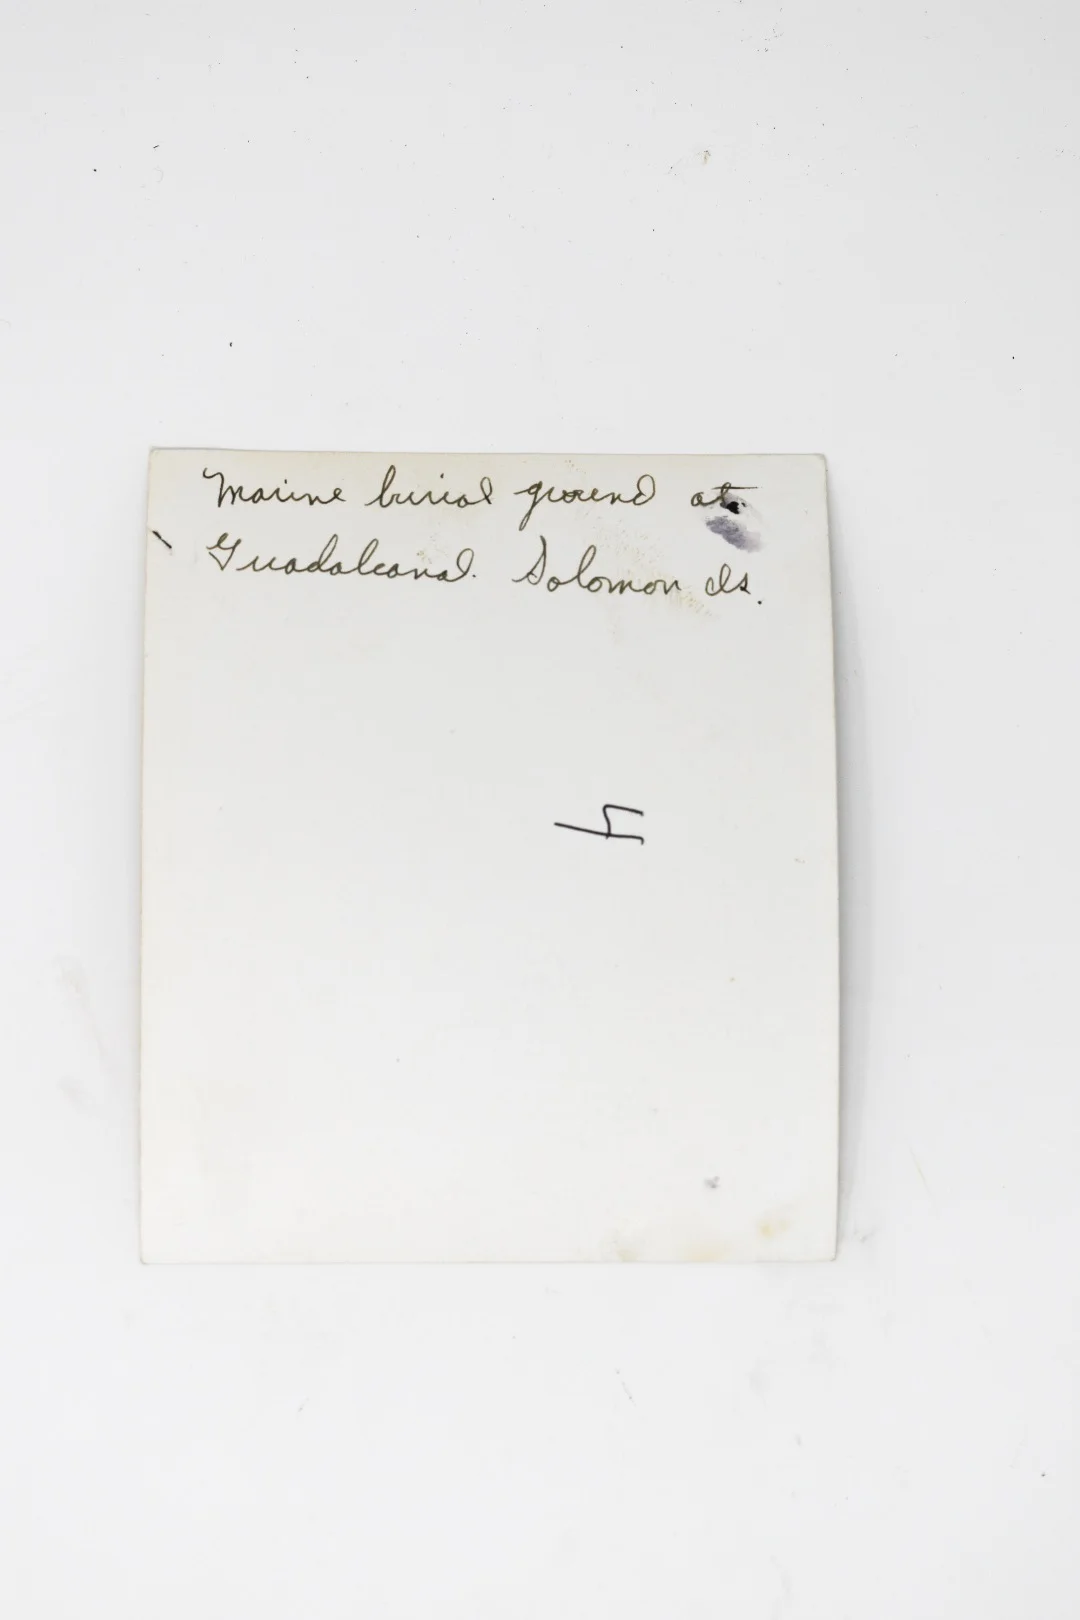 Marine burial ground at
Guadalcanal. Solomon Is.